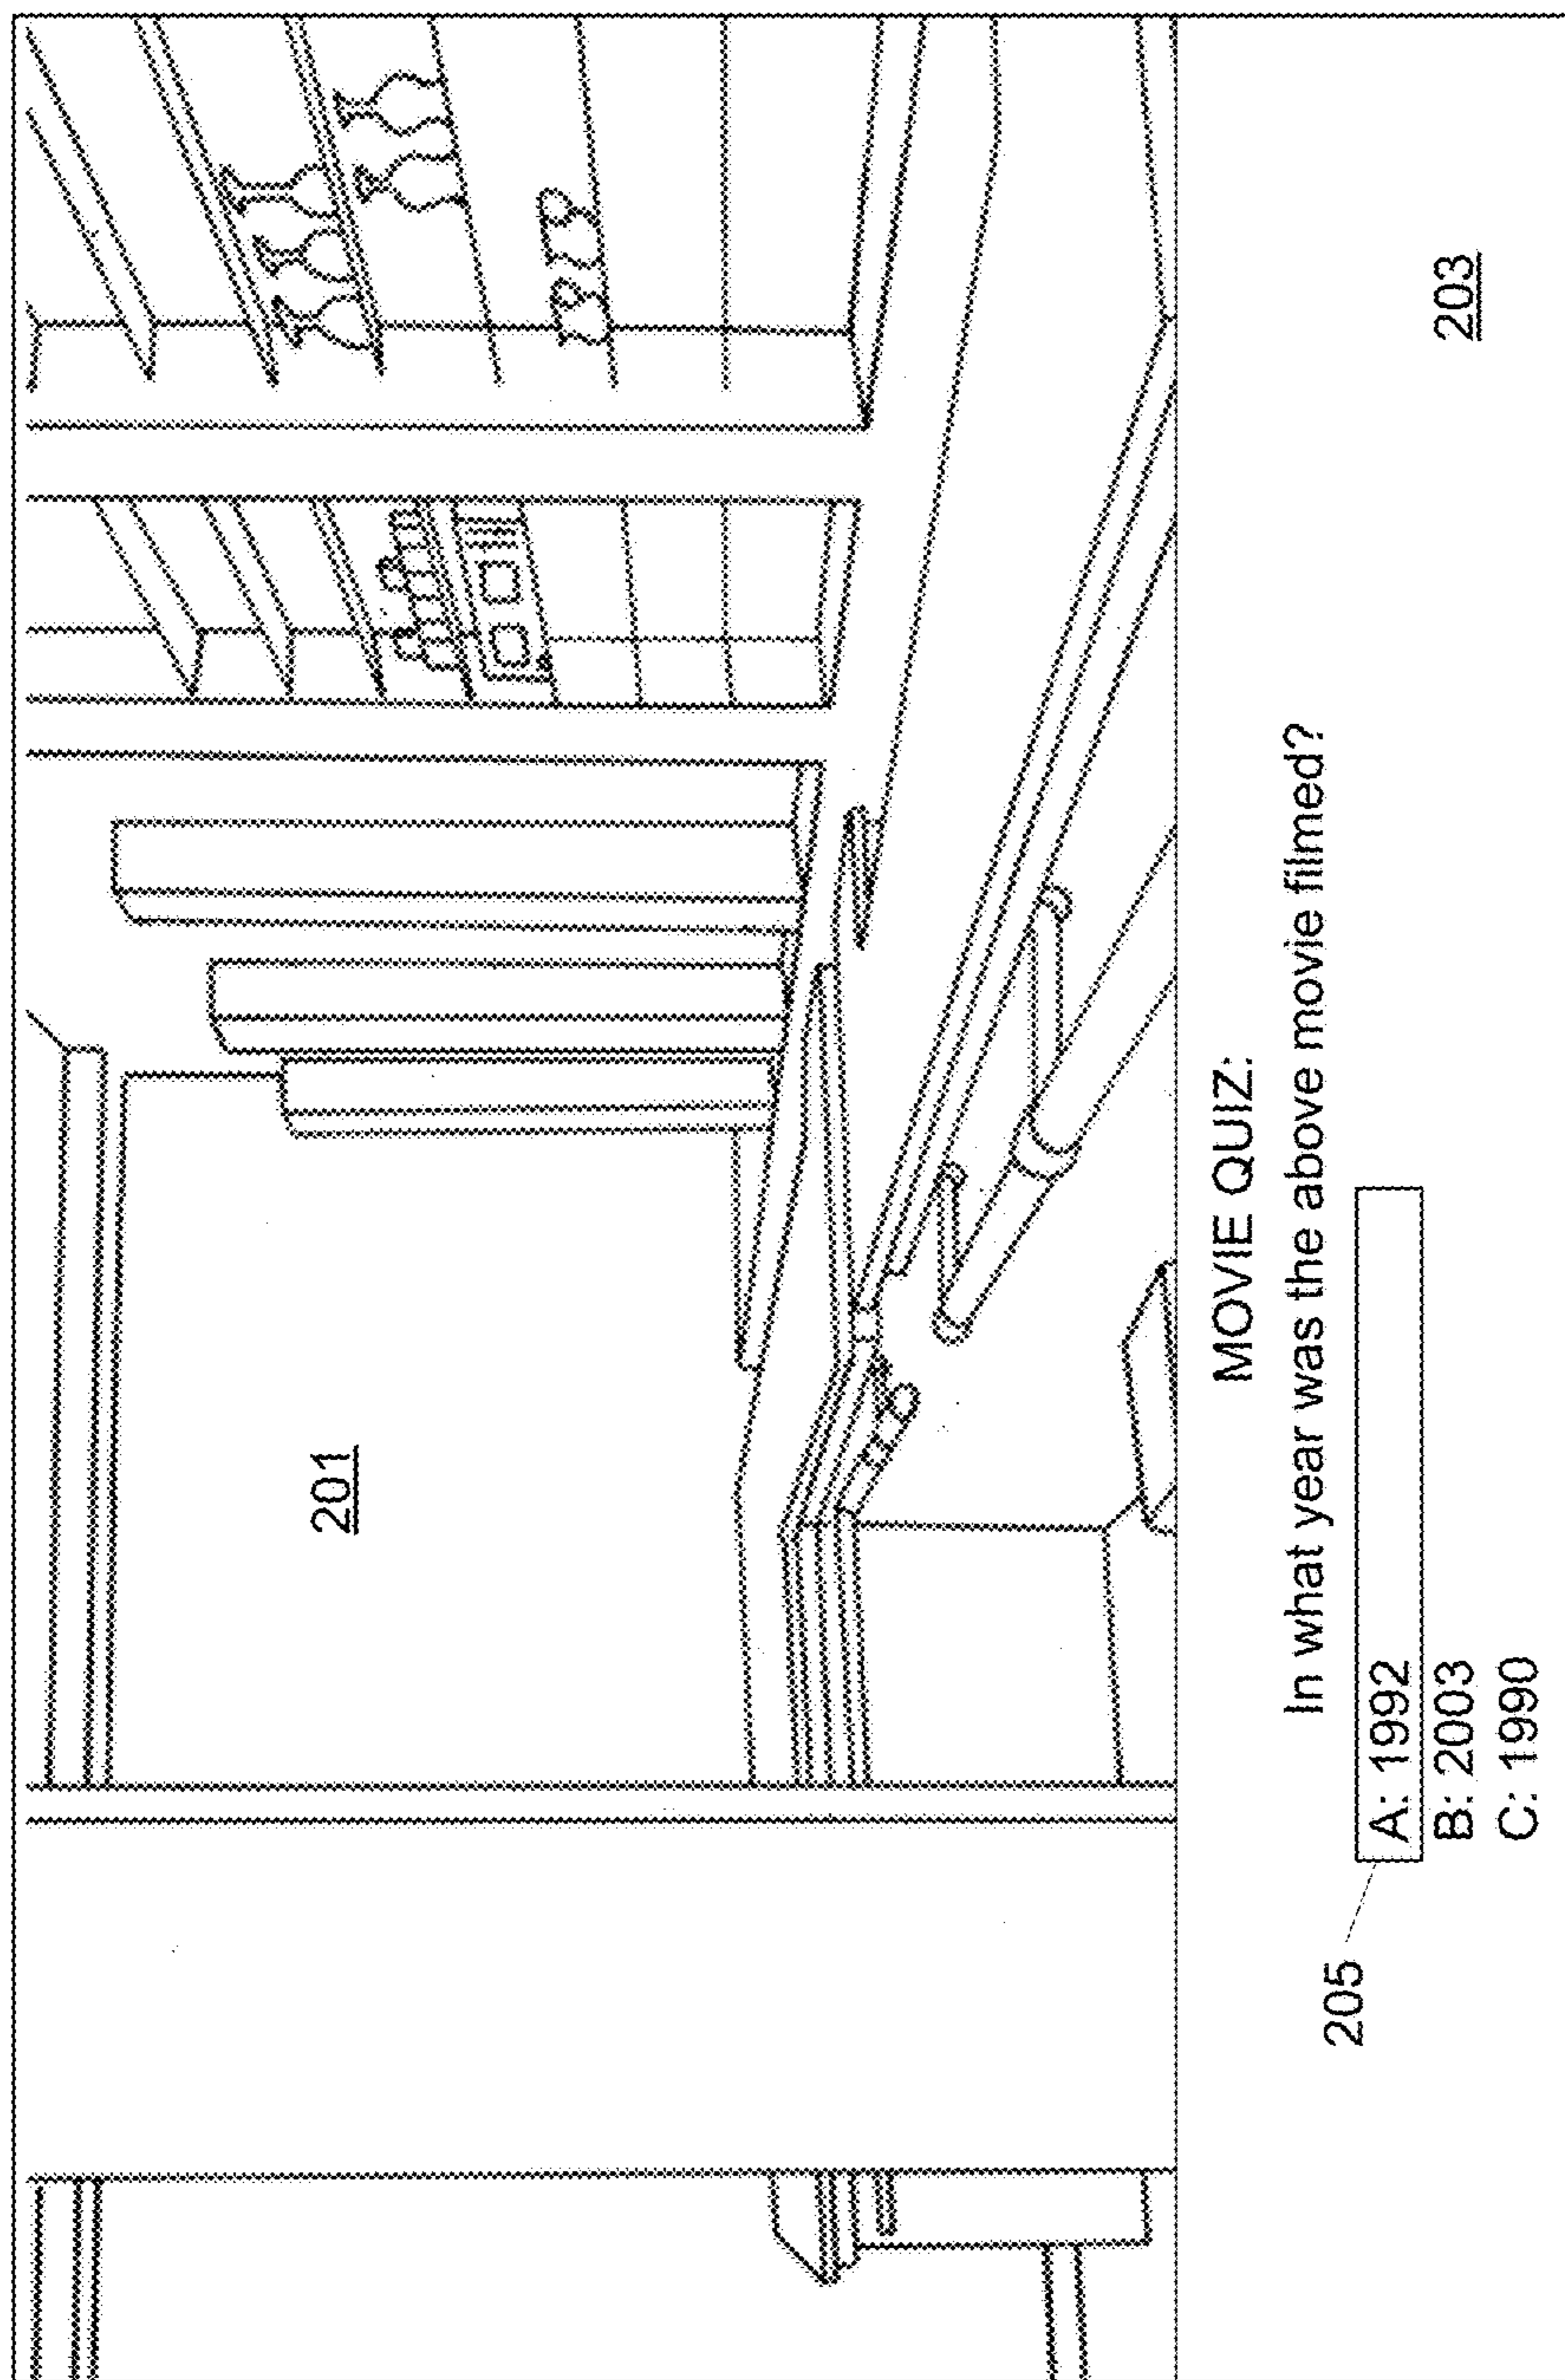 201
MOVIE QUIZ:
In what year was the above movie filmed?
205
A: 1992
B: 2003
C: 1990
203